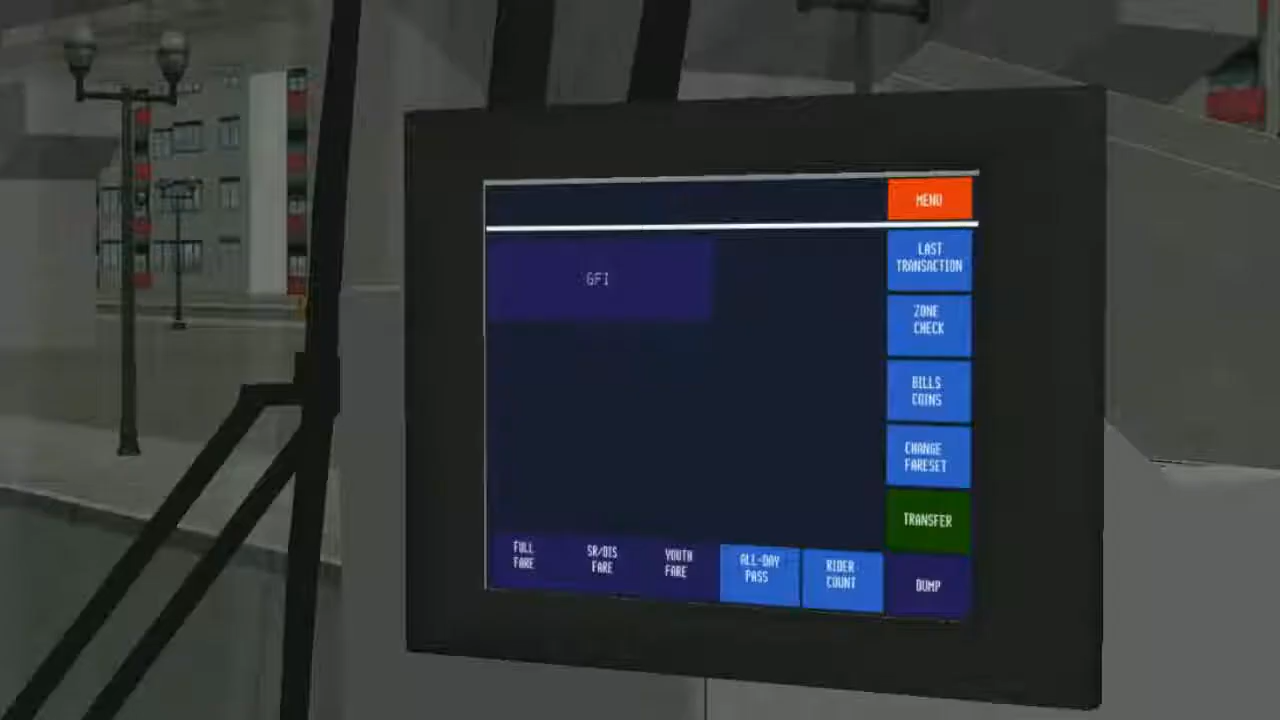 MENU
GFI
LAST
TRANSACTION
ZONE
CHECK
BILLS
COINS
CHANGE
FARESET
TRANSFER
FULL
FARE
SR/DIS
FARE
YOUTH
FARE
ALL-DAY
PASS
RIDER
COUNT
DUMP